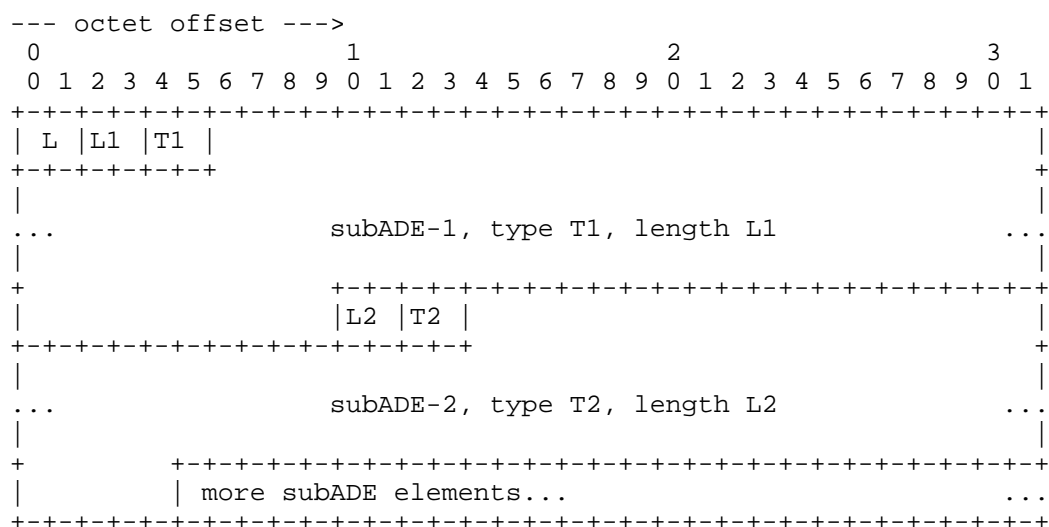 --- octet offset --->
 0                   1                   2                   3
 0 1 2 3 4 5 6 7 8 9 0 1 2 3 4 5 6 7 8 9 0 1 2 3 4 5 6 7 8 9 0 1
+-+-+-+-+-+-+-+-+-+-+-+-+-+-+-+-+-+-+-+-+-+-+-+-+-+-+-+-+-+-+-+-+
| L |L1 |T1 |                                                   |
+-+-+-+-+-+-+                                                   +
|                                                               |
...                 subADE-1, type T1, length L1              ...
|                                                               |
+                   +-+-+-+-+-+-+-+-+-+-+-+-+-+-+-+-+-+-+-+-+-+-+
|                   |L2 |T2 |                                   |
+-+-+-+-+-+-+-+-+-+-+-+-+-+-+                                   +
|                                                               |
...                 subADE-2, type T2, length L2              ...
|                                                               |
+         +-+-+-+-+-+-+-+-+-+-+-+-+-+-+-+-+-+-+-+-+-+-+-+-+-+-+-+
|         | more subADE elements...                           ...
+-+-+-+-+-+-+-+-+-+-+-+-+-+-+-+-+-+-+-+-+-+-+-+-+-+-+-+-+-+-+-+-+